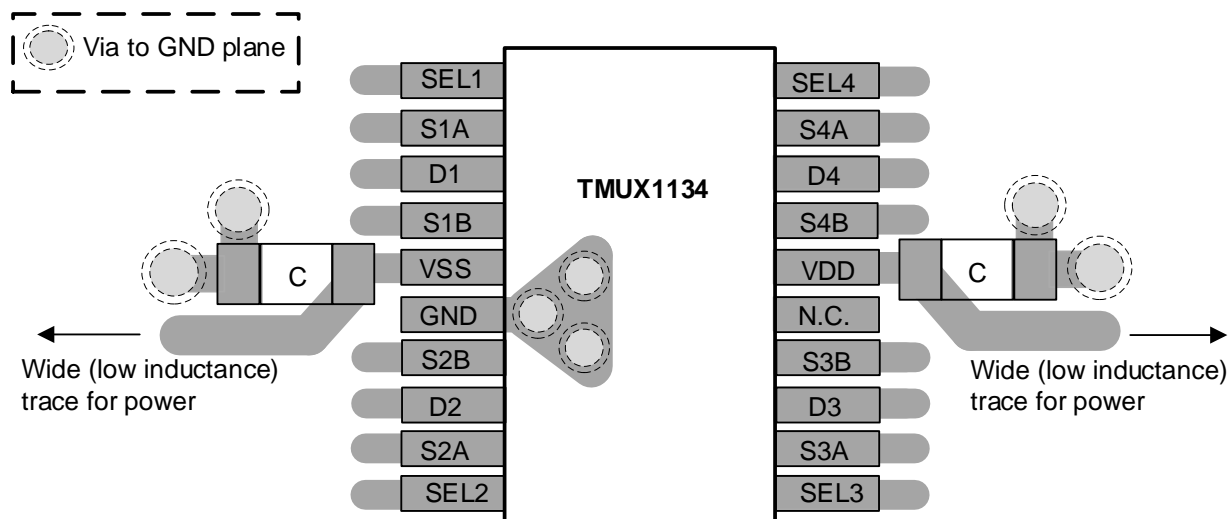 Via to GND plane
TMUX1134
SEL1
S1A
D1
S1B
VSS
GND
S2B
D2
S2A
SEL2
SEL4
S4A
D4
S4B
VDD
N.C.
S3B
D3
S3A
SEL3
C
C
Wide (low inductance)
trace for power
Wide (low inductance)
trace for power